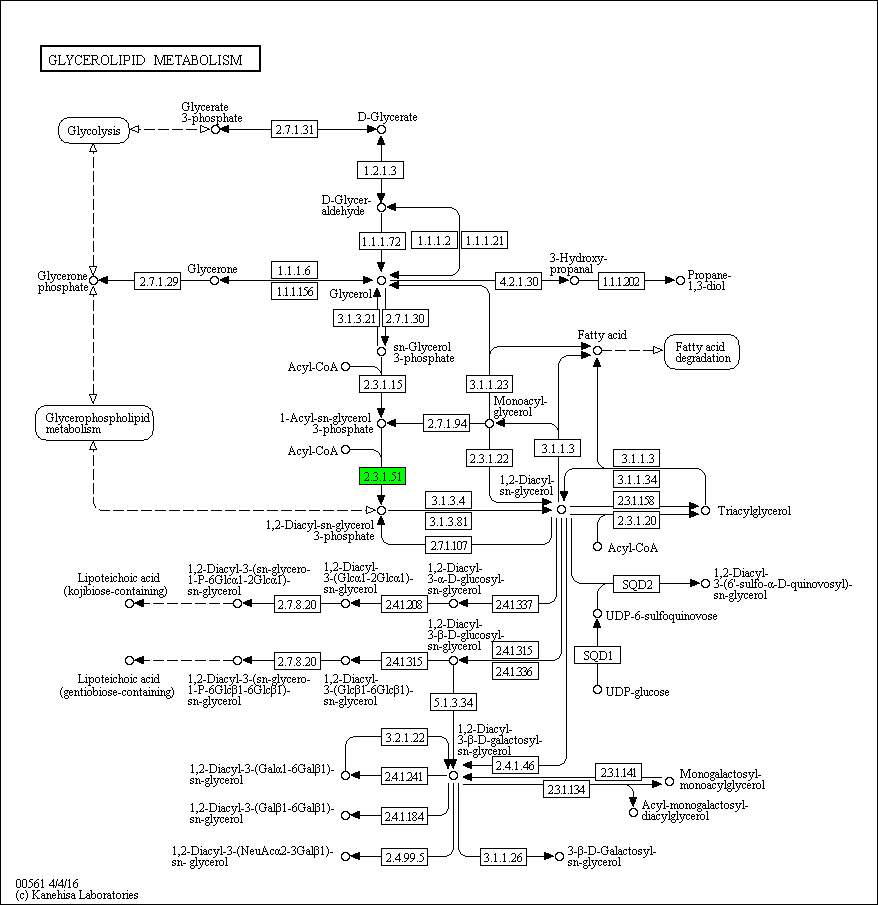 GLYCEROLIPID METABOLISM
Glycerate
3-phosphate
D-Glycerate
Glycolysis
2.7.1.31
1.2.1.3
D-Glycer-
aldehyde
1.1.1.72
1.1.1.2
1.1.1.21
3-Hydroxy-
propanal
Glycerone
phosphate
2.7.1.29
Glycerone
1.1.1.6
1.1.1.156
Glycerol
4.2.1.30
1.1.1.202
Propane-
1,3-diol
3.1.3.21
2.7.1.30
sn-Glycerol
3-phosphate
Fatty acid
Fatty acid
degradation
Acyl-CoA
2.3.1.15
3.1.1.23
Glycerophospholipid
metabolism
1-Acyl-sn-glycerol
3-phosphate
2.7.1.94
Monoacyl-
glycerol
Acyl-CoA
2.3.1.22
3.1.1.3
3.1.1.3
2.3.1.51
1,2-Diacyl-
sn-glycerol
3.1.1.34
3.1.3.4
2.3.1.158
1,2-Diacyl-sn-glycerol
3-phosphate
3.1.3.81
2.3.1.20
Triacylglycerol
2.7.1.107
Acyl-CoA
Lipoteichoic acid
(kojibiose-containing)
1,2-Diacyl-3-(sn-glycero-
1-P-6Glcα1-2Glcα1)-
sn-glycerol
1,2-Diacyl-
3-(Glcα1-2Glcα1)-
sn-glycerol
1,2-Diacyl-
3-α-D-glucosyl-
sn-glycerol
SQD2
1,2-Diacyl-
3-(6'-sulfo-α-D-quinovosyl)-
sn-glycerol
2.7.8.20
2.4.1.208
2.4.1.337
UDP-6-sulfoquinovose
1,2-Diacyl-
3-β-D-glucosyl-
sn-glycerol
2.7.8.20
2.4.1.315
2.4.1.315
2.4.1.336
SQD1
Lipoteichoic acid
(gentiobiose-containing)
1,2-Diacyl-3-(sn-glycero-
1-P-6Glcβ1-6Glcβ1)-
sn-glycerol
1,2-Diacyl-
3-(Glcβ1-6Glcβ1)-
sn-glycerol
UDP-glucose
5.1.3.34
3.2.1.22
1,2-Diacyl-
3-β-D-galactosyl-
sn-glycerol
2.4.1.46
1,2-Diacyl-3-(Galα1-6Galβ1)-
sn-glycerol
2.4.1.241
2.3.1.141
2.3.1.134
Monogalactosyl-
monoacylglycerol
1,2-Diacyl-3-(Galβ1-6Galβ1)-
sn-glycerol
2.4.1.184
Acyl-monogalactosyl-
diacylglycerol
1,2-Diacyl-3-(NeuAcα2-3Galβ1)-
sn- glycerol
2.4.99.5
3.1.1.26
3-β-D-Galactosyl-
sn-glycerol
00561 4/4/16
(c) Kanehisa Laboratories